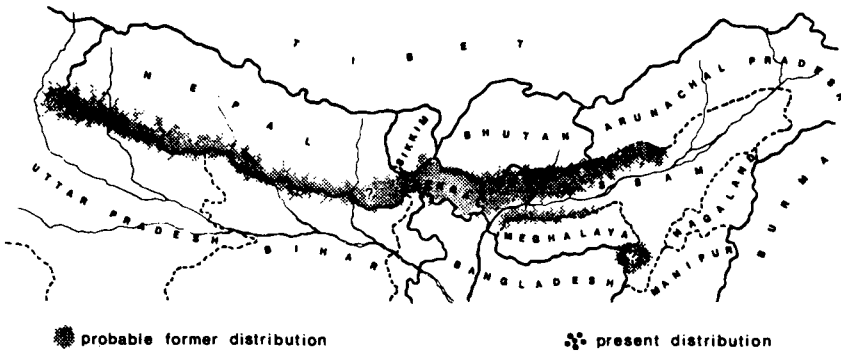 TIBET
NEPAL
SIKKIM
BHUTAN
ARUNACHAL PRADESH
UTTAR PRADESH
?
MEGHALAYA
NAGALAND
BIHAR
BANGLADESH
MANIPUR
BURMA
probable former distribution
present distribution